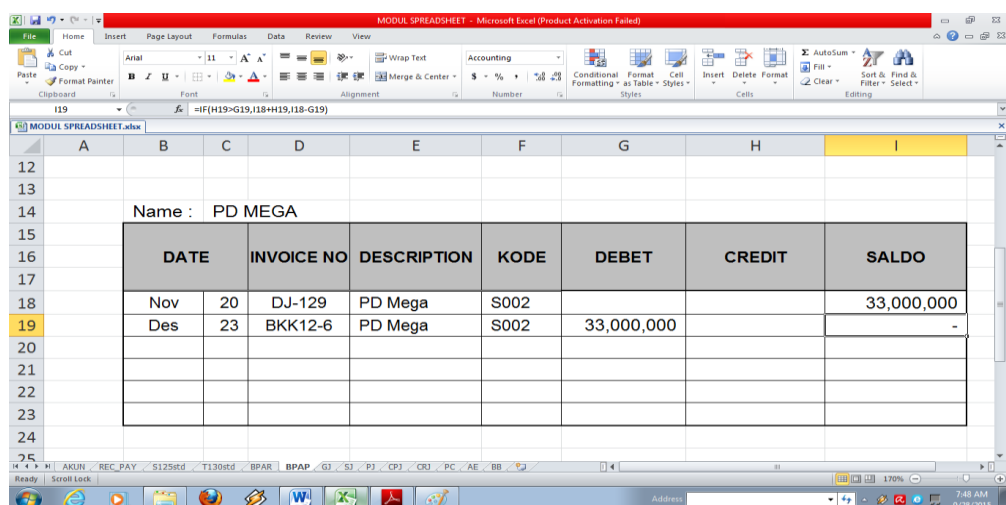 MODUL SPREADSHEET - Microsoft Excel (Product Activation Failed)
File Home Insert Page Layout Formulas Data Review View
Paste Cut Copy Format Painter Clipboard
Arial 11 A A B I U A Font
Wrap Text Merge & Center Alignment
Accounting $ % , Number
Conditional Formatting Format as Table Cell Styles Styles
Insert Delete Format Cells
Σ AutoSum Fill Clear Sort & Filter Find & Select Editing
I19 fx =IF(H19>G19,I18+H19,I18-G19)
MODUL SPREADSHEET.xlsx
A B C D E F G H I
12
13
14 Name : PD MEGA
15
16 DATE INVOICE NO DESCRIPTION KODE DEBET CREDIT SALDO
17
18 Nov 20 DJ-129 PD Mega S002 33,000,000
19 Des 23 BKK12-6 PD Mega S002 33,000,000 -
20
21
22
23
24
25
AKUN REC_PAY S125std T130std BPAR BPAP GJ SJ PJ CPJ CRJ PC AE BB
Ready Scroll Lock 170%
Address 7:48 AM